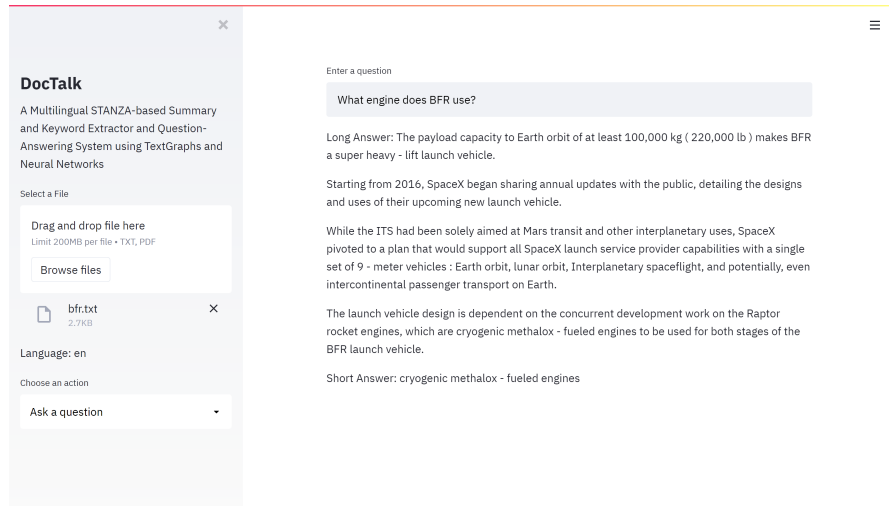 DocTalk
A Multilingual STANZA-based Summary
and Keyword Extractor and Question-
Answering System using TextGraphs and
Neural Networks
Select a File
Drag and drop file here
Limit 200MB per file • TXT, PDF
Browse files
bfr.txt
2.7KB
Language: en
Choose an action
Ask a question
Enter a question
What engine does BFR use?
Long Answer: The payload capacity to Earth orbit of at least 100,000 kg ( 220,000 lb ) makes BFR
a super heavy - lift launch vehicle.
Starting from 2016, SpaceX began sharing annual updates with the public, detailing the designs
and uses of their upcoming new launch vehicle.
While the ITS had been solely aimed at Mars transit and other interplanetary uses, SpaceX
pivoted to a plan that would support all SpaceX launch service provider capabilities with a single
set of 9 - meter vehicles : Earth orbit, lunar orbit, Interplanetary spaceflight, and potentially, even
intercontinental passenger transport on Earth.
The launch vehicle design is dependent on the concurrent development work on the Raptor
rocket engines, which are cryogenic methalox - fueled engines to be used for both stages of the
BFR launch vehicle.
Short Answer: cryogenic methalox - fueled engines